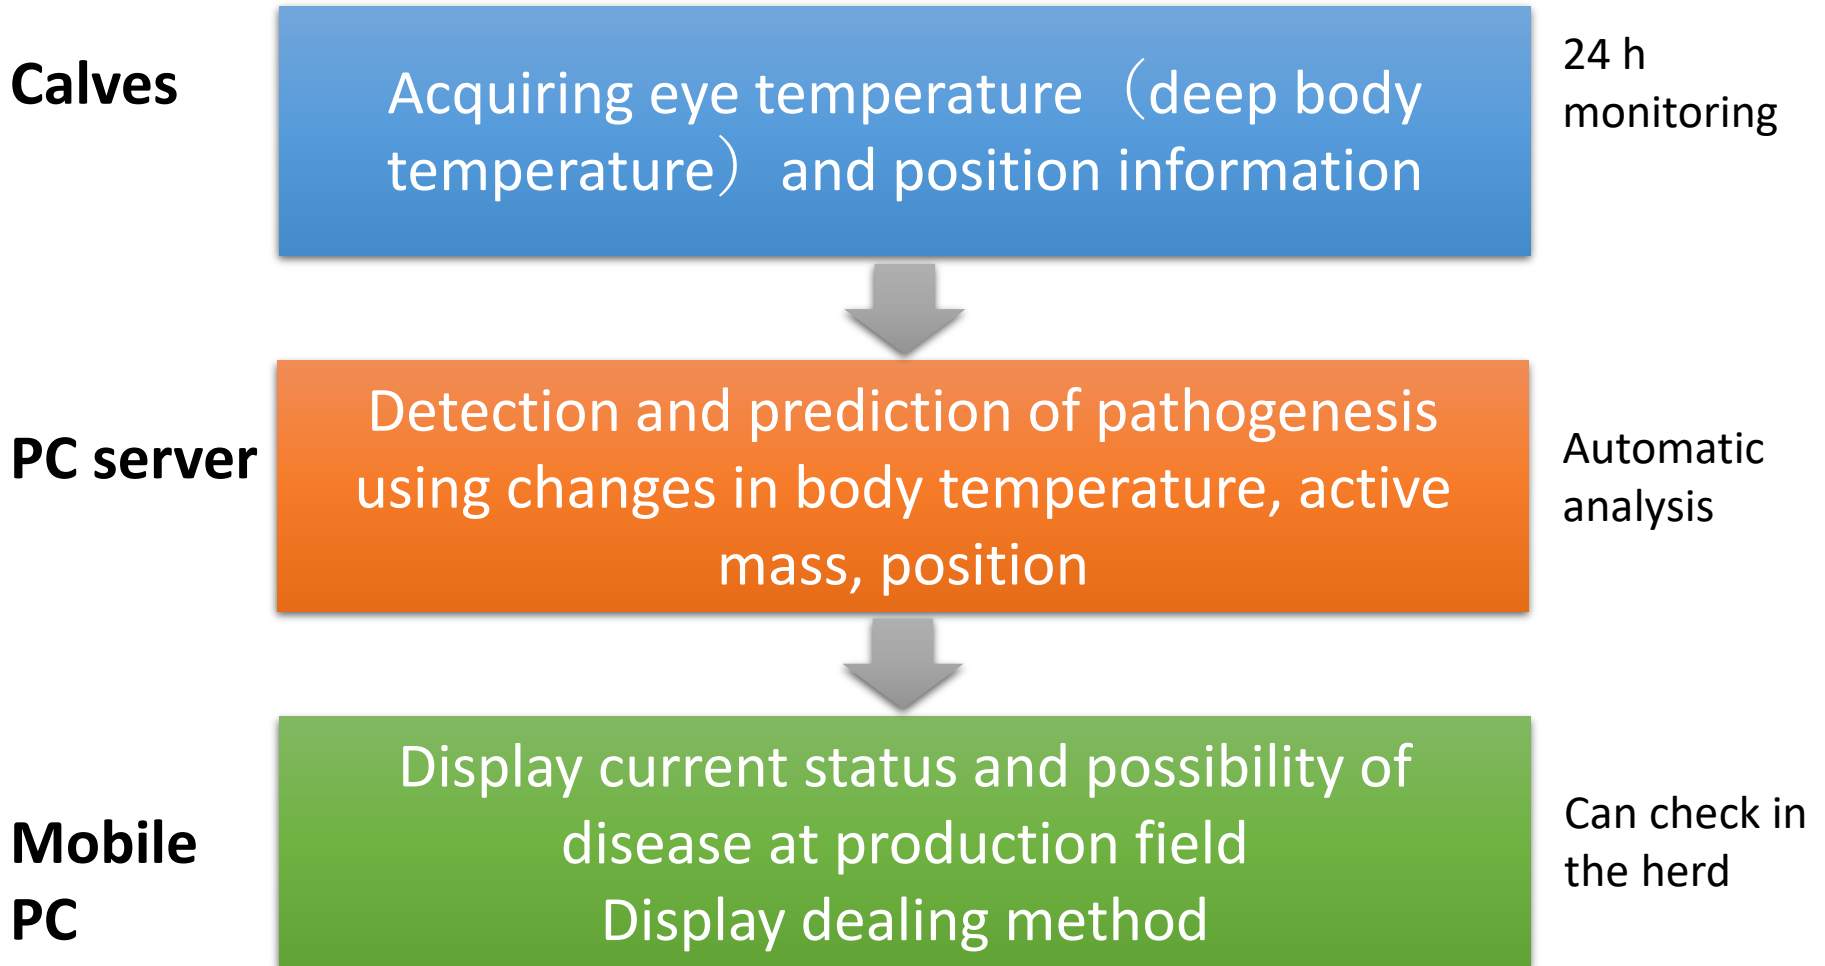 Calves
Acquiring eye temperature（deep body
temperature） and position information
24 h
monitoring
PC server
Detection and prediction of pathogenesis
using changes in body temperature, active
mass, position
Automatic
analysis
Mobile
PC
Display current status and possibility of
disease at production field
Display dealing method
Can check in
the herd